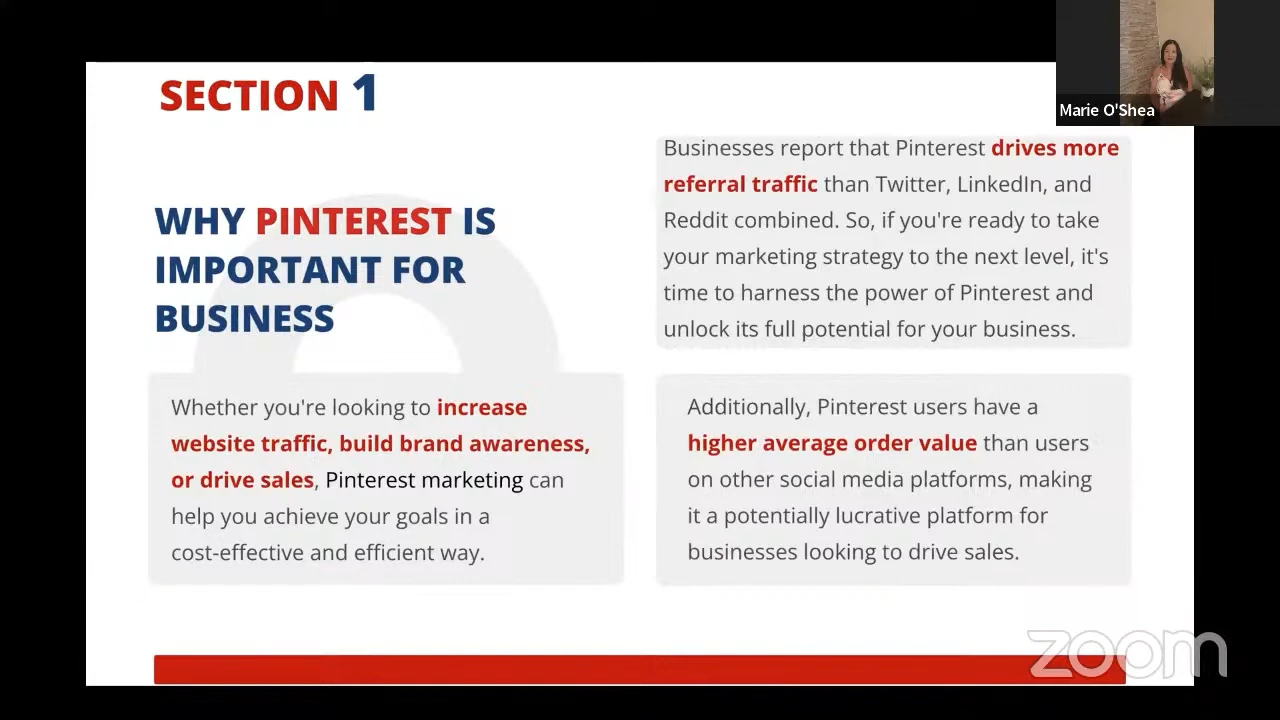 SECTION 1
WHY PINTEREST IS
IMPORTANT FOR
BUSINESS
Whether you're looking to increase
website traffic, build brand awareness,
or drive sales, Pinterest marketing can
help you achieve your goals in a
cost-effective and efficient way.
Businesses report that Pinterest drives more
referral traffic than Twitter, LinkedIn, and
Reddit combined. So, if you're ready to take
your marketing strategy to the next level, it's
time to harness the power of Pinterest and
unlock its full potential for your business.
Additionally, Pinterest users have a
higher average order value than users
on other social media platforms, making
it a potentially lucrative platform for
businesses looking to drive sales.
Marie O'Shea
zoom